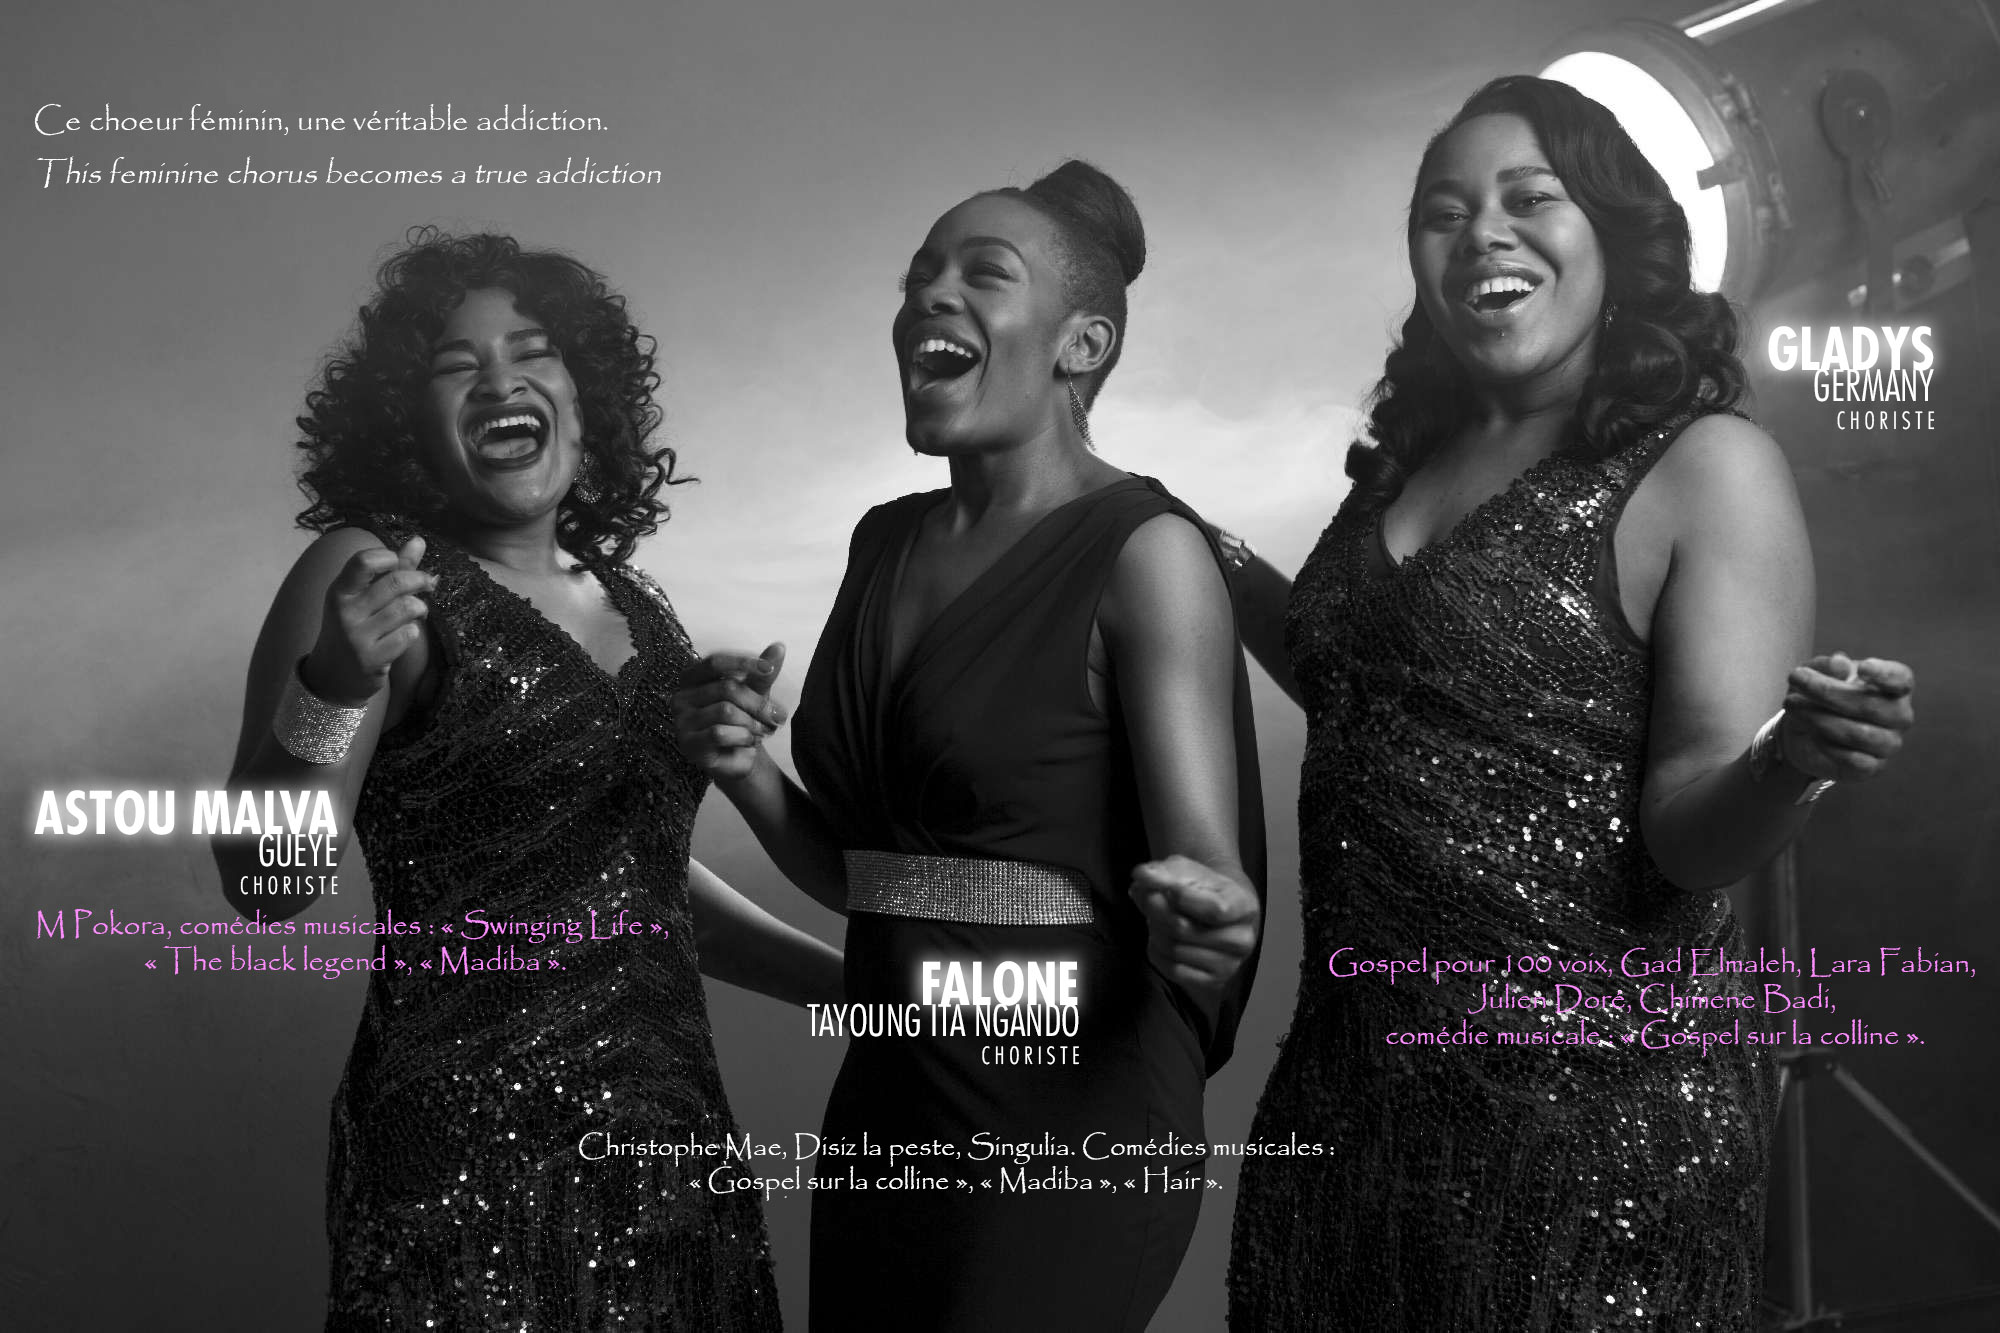 Ce choeur féminin, une véritable addiction.
This feminine chorus becomes a true addiction
GLADYS
GERMANY
CHORISTE
ASTOU MALVA
GUEYE
CHORISTE
M Pokora, comédies musicales : « Swinging Life »,
« The black legend », « Madiba ».
FALONE
TAYOUNG ITA NGANDO
CHORISTE
Gospel pour 100 voix, Gad Elmaleh, Lara Fabian,
Julien Doré, Chimene Badi,
comédie musicale : « Gospel sur la colline ».
Christophe Mae, Disiz la peste, Singulia. Comédies musicales :
« Gospel sur la colline », « Madiba », « Hair ».